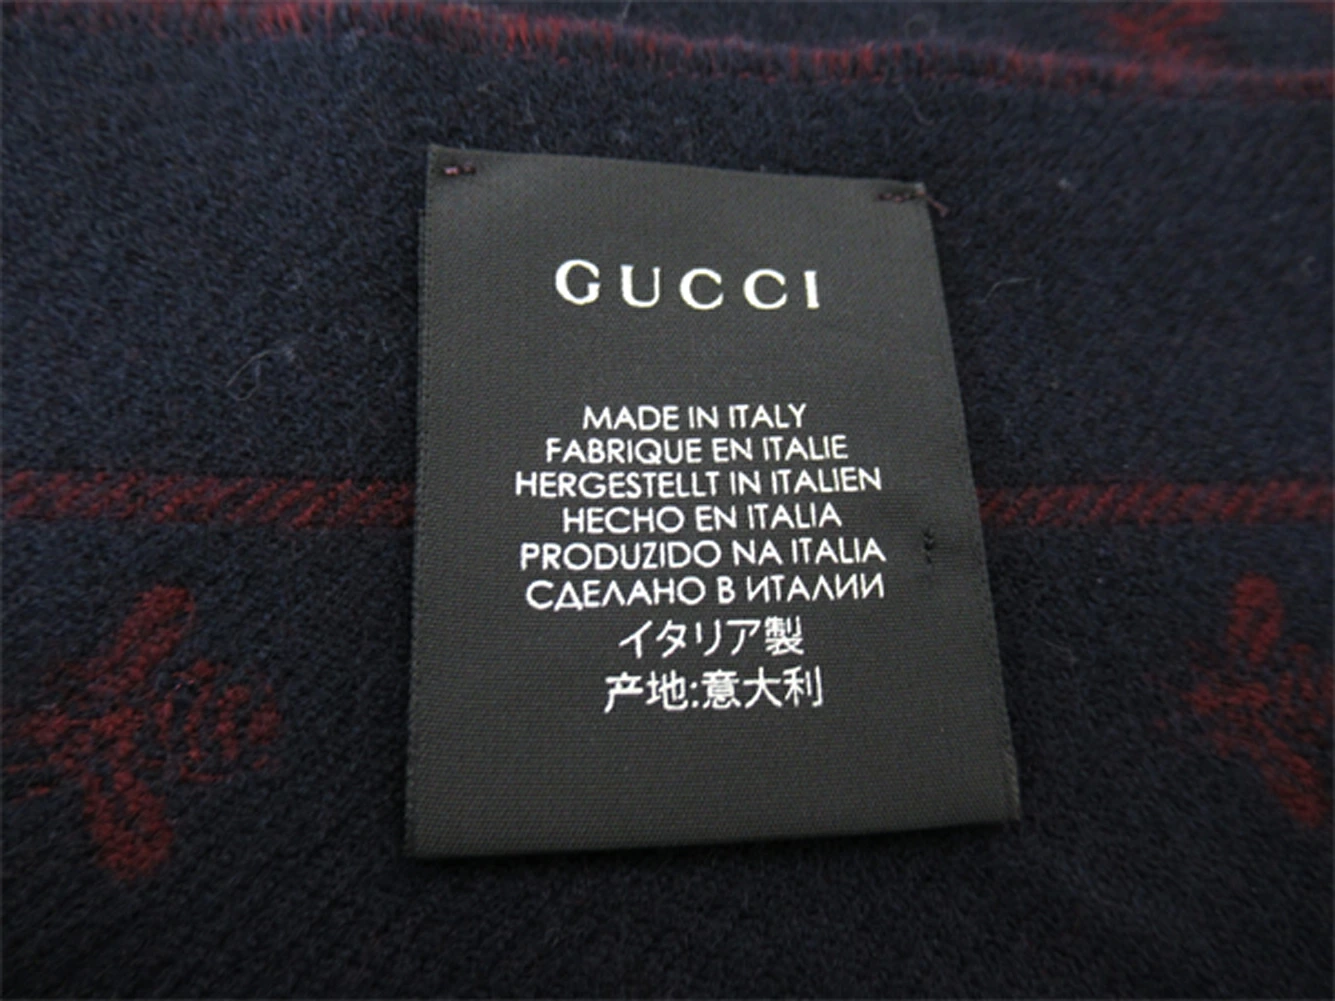 GUCCI
MADE IN ITALY
FABRIQUE EN ITALIE
HERGESTELLT IN ITALIEN
HECHO EN ITALIA
PRODUZIDO NA ITALIA
СДЕЛАНО В ИТАЛИИ
イタリア製
产地:意大利